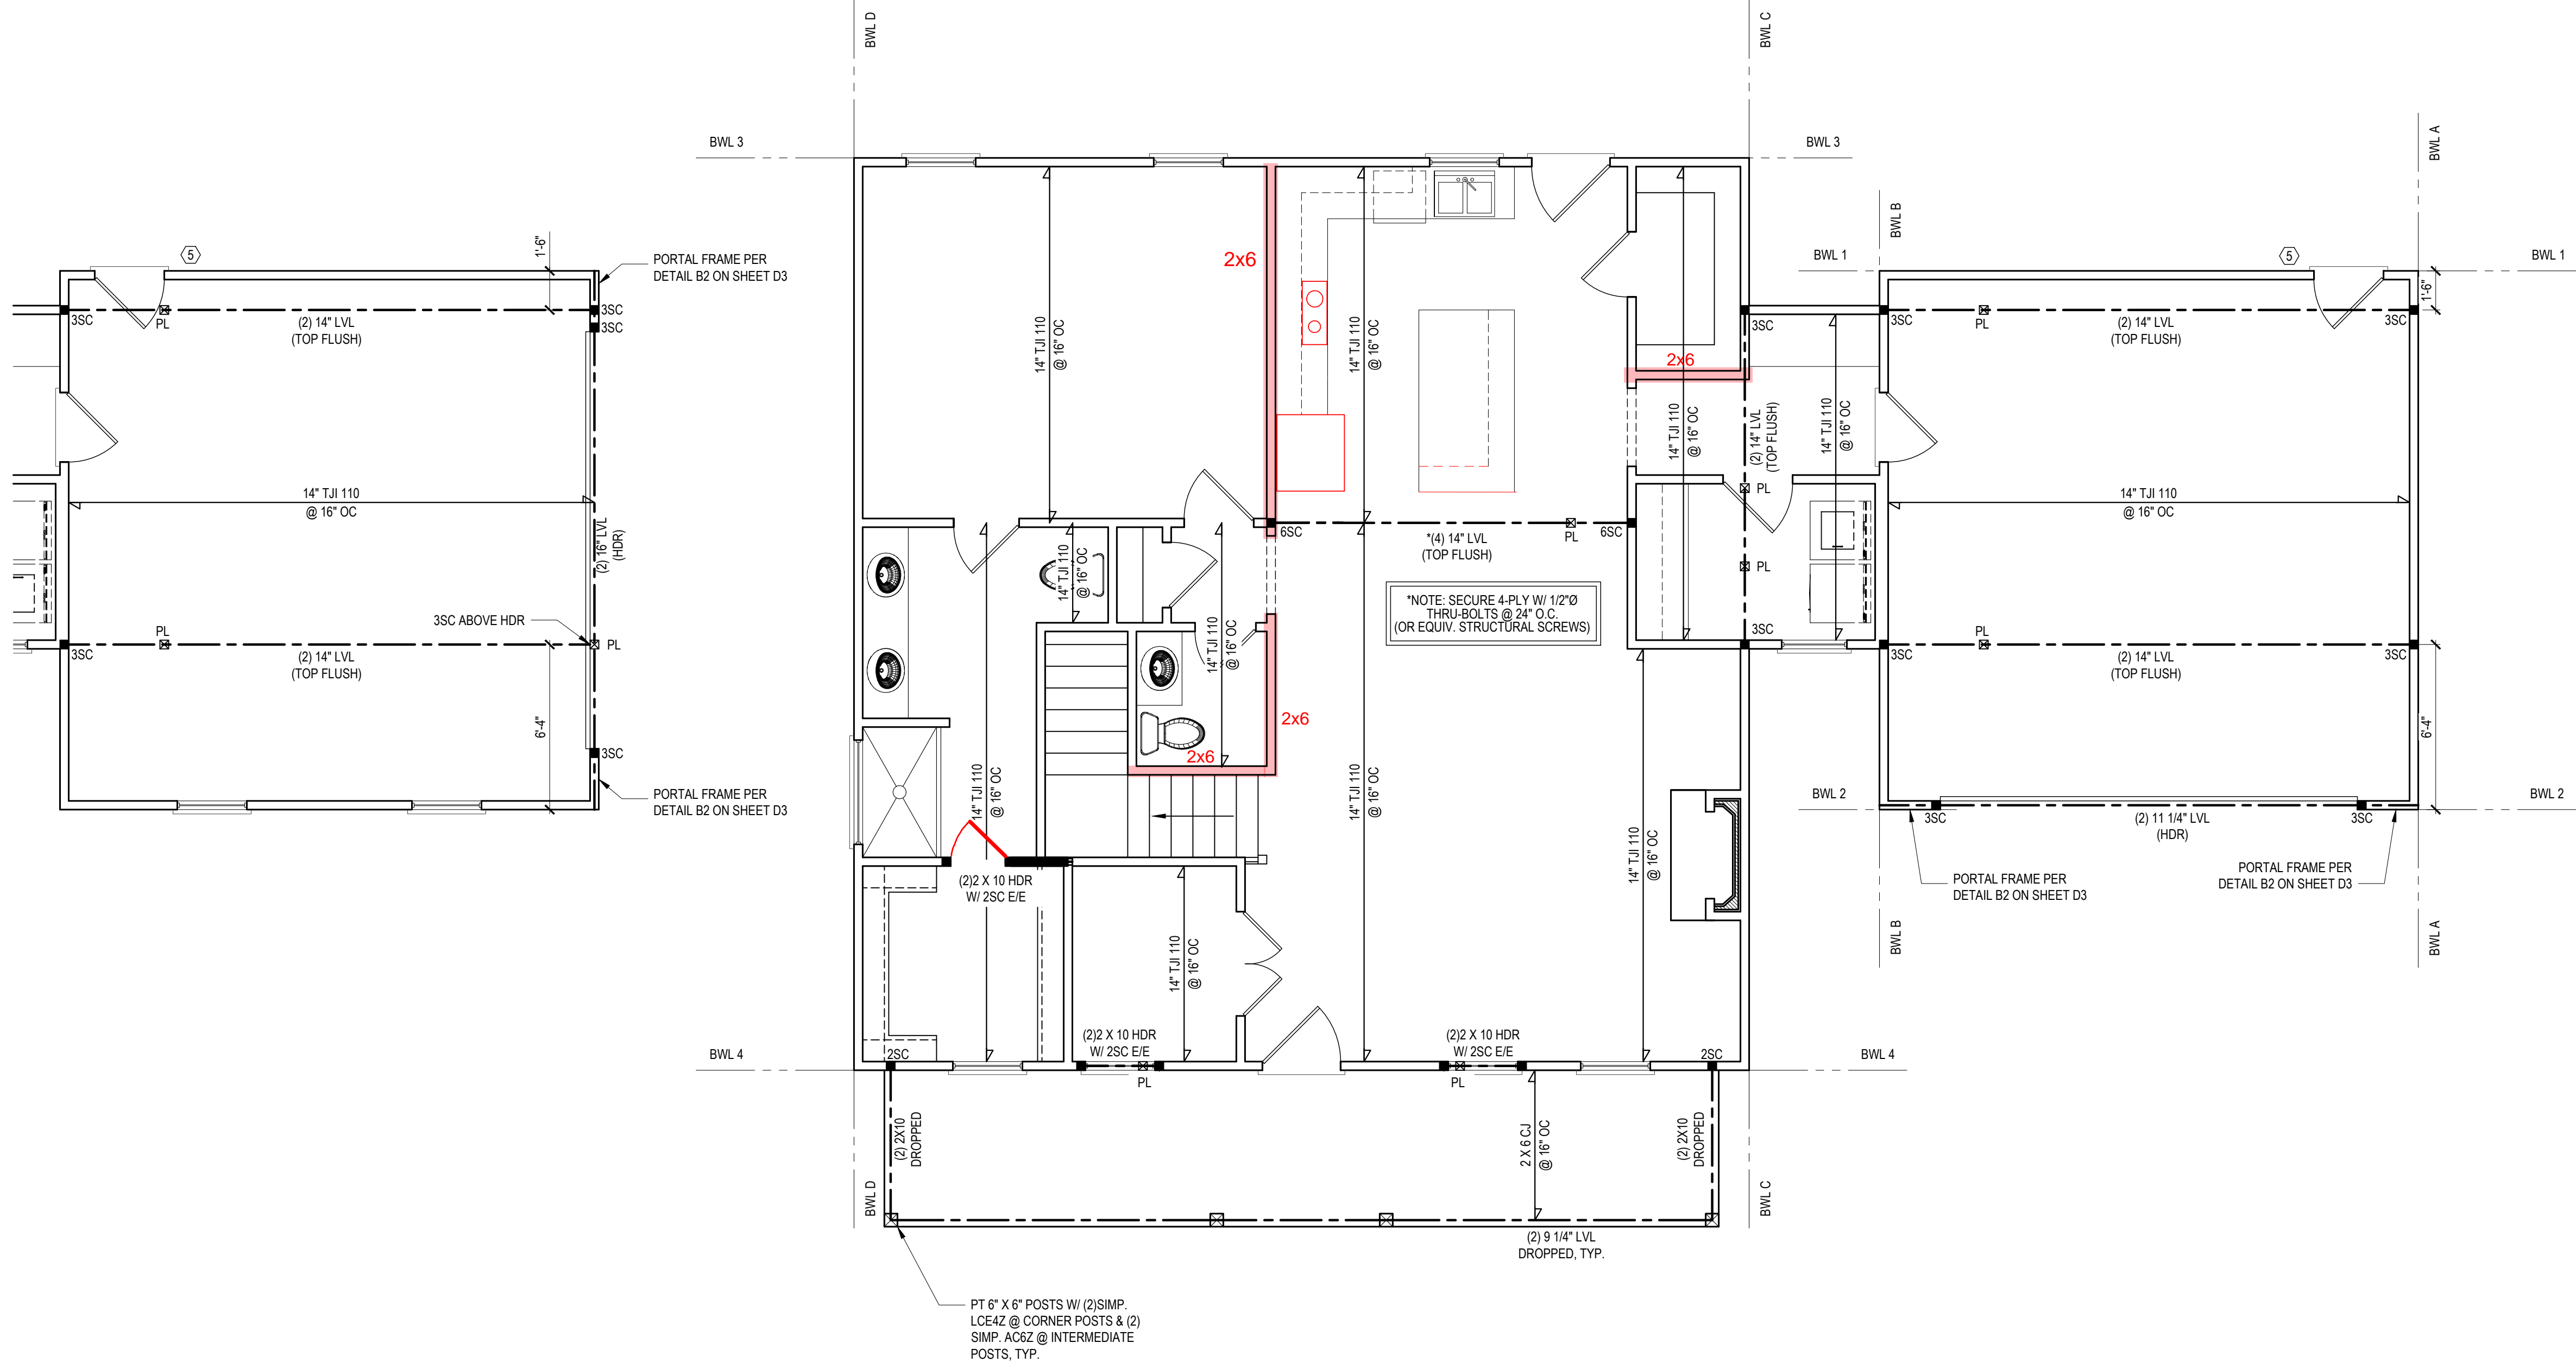 BWL D
BWL C
BWL 3
BWL 3
BWL A
BWL B
BWL 1
BWL 1
5
1'-6"
PORTAL FRAME PER
DETAIL B2 ON SHEET D3
3SC
PL
(2) 14" LVL
(TOP FLUSH)
3SC
3SC
14" TJI 110
@ 16" OC
(2) 16" LVL
(HDR)
3SC ABOVE HDR
PL
3SC
PL
(2) 14" LVL
(TOP FLUSH)
6'-4"
3SC
PORTAL FRAME PER
DETAIL B2 ON SHEET D3
2x6
14" TJI 110
@ 16" OC
14" TJI 110
@ 16" OC
2x6
3SC
14" TJI 110
@ 16" OC
(2) 14" LVL
(TOP FLUSH)
14" TJI 110
@ 16" OC
PL
PL
3SC
6SC
*(4) 14" LVL
(TOP FLUSH)
PL
6SC
*NOTE: SECURE 4-PLY W/ 1/2"Ø
THRU-BOLTS @ 24" O.C.
(OR EQUIV. STRUCTURAL SCREWS)
14" TJI 110
@ 16" OC
14" TJI 110
@ 16" OC
2x6
2x6
14" TJI 110
@ 16" OC
14" TJI 110
@ 16" OC
14" TJI 110
@ 16" OC
(2)2 X 10 HDR
W/ 2SC E/E
14" TJI 110
@ 16" OC
(2)2 X 10 HDR
W/ 2SC E/E
PL
(2)2 X 10 HDR
W/ 2SC E/E
PL
BWL 4
2SC
2SC
BWL 4
(2) 2X10
DROPPED
2 X 6 CJ
@ 16" OC
(2) 2X10
DROPPED
BWL D
BWL C
(2) 9 1/4" LVL
DROPPED, TYP.
PT 6" X 6" POSTS W/ (2)SIMP.
LCE4Z @ CORNER POSTS & (2)
SIMP. AC6Z @ INTERMEDIATE
POSTS, TYP.
5
1'-6"
3SC
PL
(2) 14" LVL
(TOP FLUSH)
3SC
14" TJI 110
@ 16" OC
3SC
PL
(2) 14" LVL
(TOP FLUSH)
3SC
6'-4"
BWL 2
BWL 2
3SC
(2) 11 1/4" LVL
(HDR)
3SC
PORTAL FRAME PER
DETAIL B2 ON SHEET D3
PORTAL FRAME PER
DETAIL B2 ON SHEET D3
BWL B
BWL A